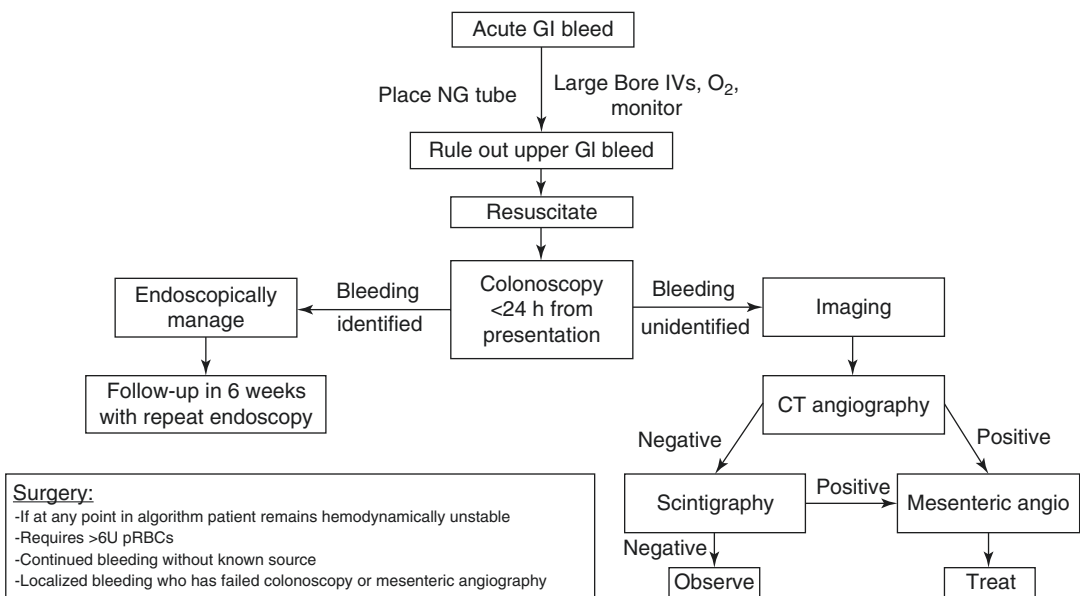 Acute GI bleed
Place NG tube
Large Bore IVs, O₂,
monitor
Rule out upper GI bleed
Resuscitate
Colonoscopy
<24 h from
presentation
Bleeding
identified
Endoscopically
manage
Follow-up in 6 weeks
with repeat endoscopy
Bleeding
unidentified
Imaging
CT angiography
Negative
Positive
Scintigraphy
Positive
Mesenteric angio
Negative
Observe
Treat
Surgery:
-If at any point in algorithm patient remains hemodynamically unstable
-Requires >6U pRBCs
-Continued bleeding without known source
-Localized bleeding who has failed colonoscopy or mesenteric angiography